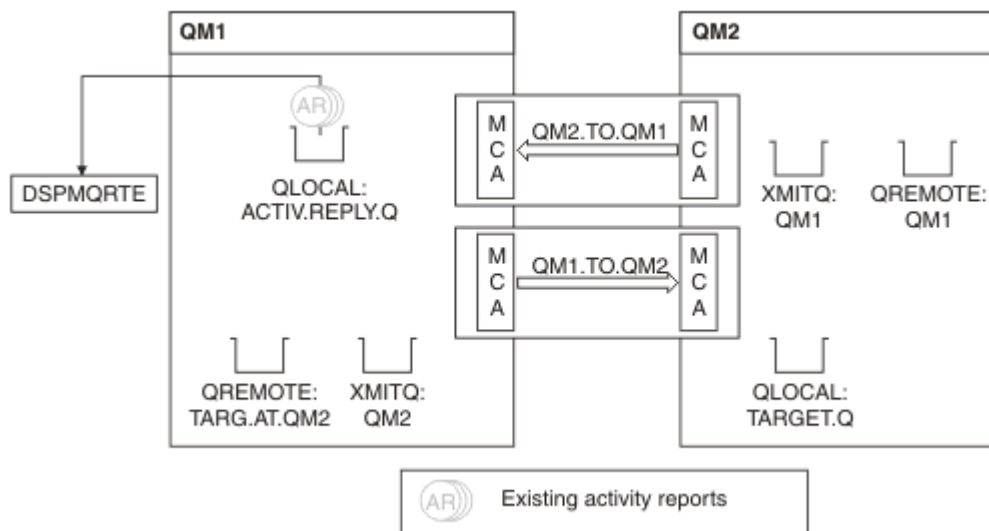 QM1
QM2
AR
DSPMQRTE
QLOCAL:
ACTIV.REPLY.Q
M
C
A
QM2.TO.QM1
M
C
A
XMITQ:
QM1
QREMOTE:
QM1
M
C
A
QM1.TO.QM2
M
C
A
QREMOTE:
TARG.AT.QM2
XMITQ:
QM2
QLOCAL:
TARGET.Q
AR
Existing activity reports